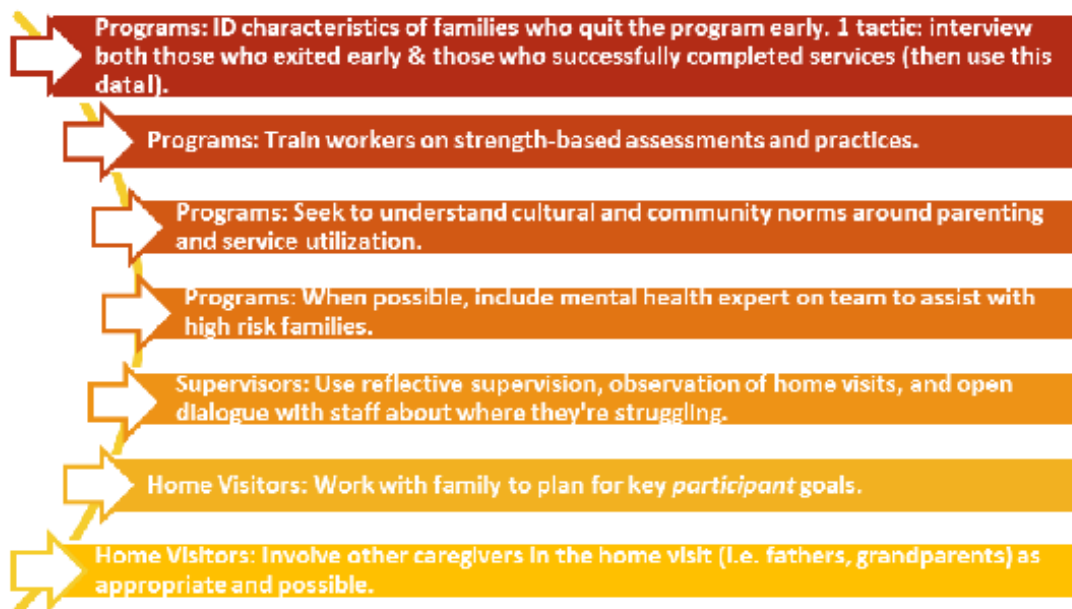 Programs: ID characteristics of families who quit the program early. 1 tactic: interview
both those who exited early & those who successfully completed services (then use this
data!).
Programs: Train workers on strength-based assessments and practices.
Programs: Seek to understand cultural and community norms around parenting
and service utilization.
Programs: When possible, include mental health expert on team to assist with
high risk families.
Supervisors: Use reflective supervision, observation of home visits, and open
dialogue with staff about where they're struggling.
Home Visitors: Work with family to plan for key participant goals.
Home Visitors: Involve other caregivers in the home visit (i.e. fathers, grandparents) as
appropriate and possible.